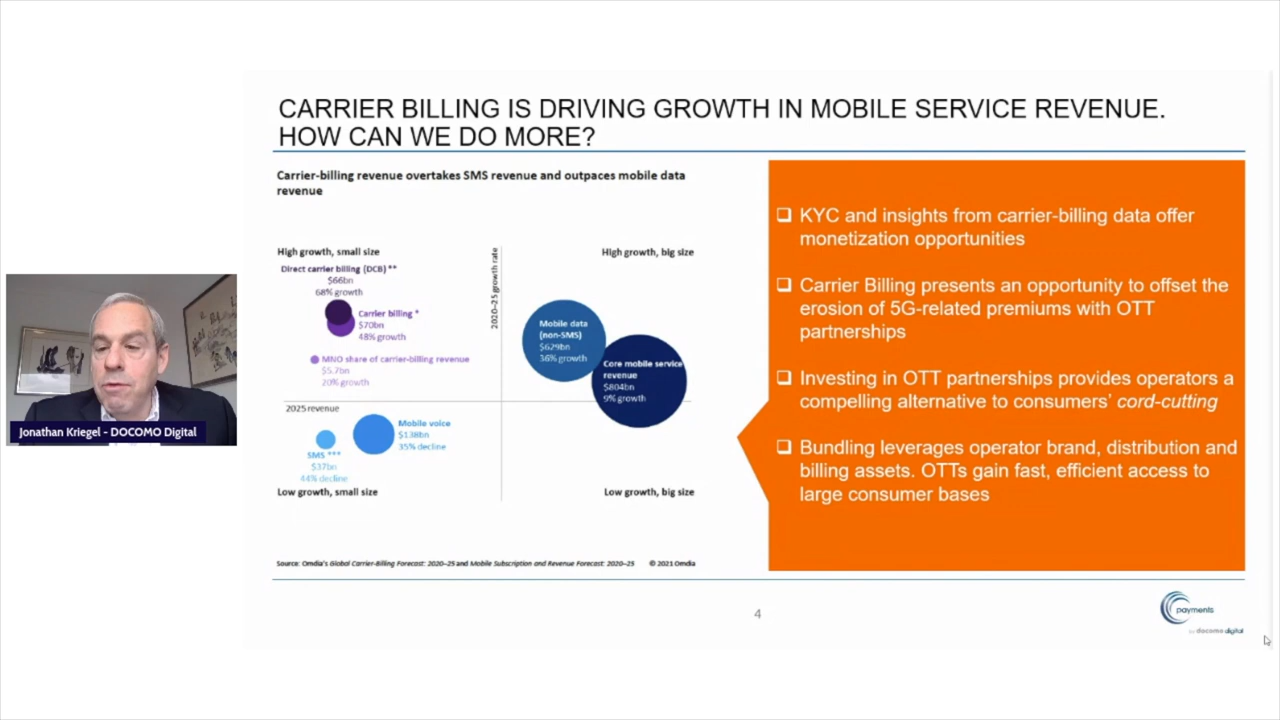 CARRIER BILLING IS DRIVING GROWTH IN MOBILE SERVICE REVENUE.
HOW CAN WE DO MORE?
Carrier-billing revenue overtakes SMS revenue and outpaces mobile data
revenue
High growth, small size
High growth, big size
2020–25 growth rate
Direct carrier billing (DCB) **
$66bn
68% growth
Carrier billing *
$70bn
48% growth
MNO share of carrier-billing revenue
$5.7bn
20% growth
Mobile data
(non-SMS)
$629bn
36% growth
Core mobile service
revenue
$804bn
9% growth
2025 revenue
Mobile voice
$138bn
35% decline
SMS ***
$37bn
44% decline
Low growth, small size
Low growth, big size
Source: Omdia's Global Carrier-Billing Forecast: 2020–25 and Mobile Subscription and Revenue Forecast: 2020–25 © 2021 Omdia
KYC and insights from carrier-billing data offer
monetization opportunities
Carrier Billing presents an opportunity to offset the
erosion of 5G-related premiums with OTT
partnerships
Investing in OTT partnerships provides operators a
compelling alternative to consumers' cord-cutting
Bundling leverages operator brand, distribution and
billing assets. OTTs gain fast, efficient access to
large consumer bases
Jonathan Kriegel - DOCOMO Digital
4
payments
by docomo digital